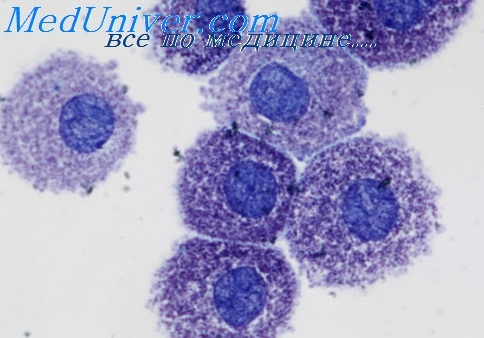 MedUniver.com
все по медицине....